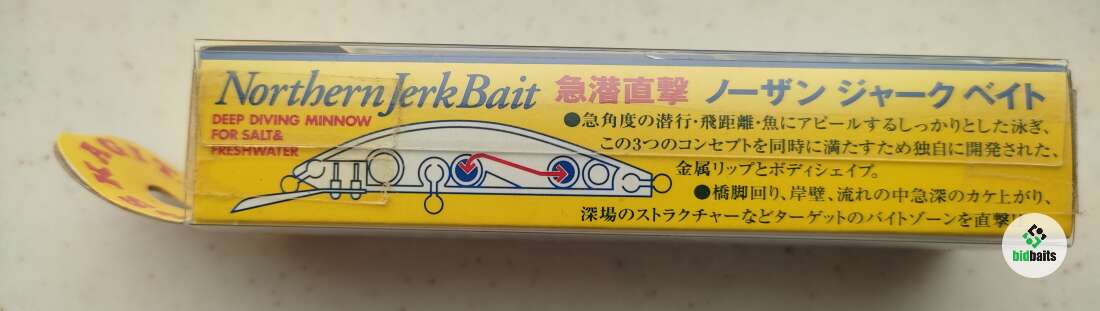 Northern Jerk Bait 急潜直撃 ノーザン ジャーク ベイト
DEEP DIVING MINNOW
FOR SALT&
FRESHWATER
●急角度の潜行・飛距離・魚にアピールするしっかりとした泳ぎ、
この3つのコンセプトを同時に満たすため独自に開発された、
金属リップとボディシェイプ。
●橋脚回り、岸壁、流れの中急深のカケ上がり、
深場のストラクチャーなどターゲットのバイトゾーンを直撃
bidbaits